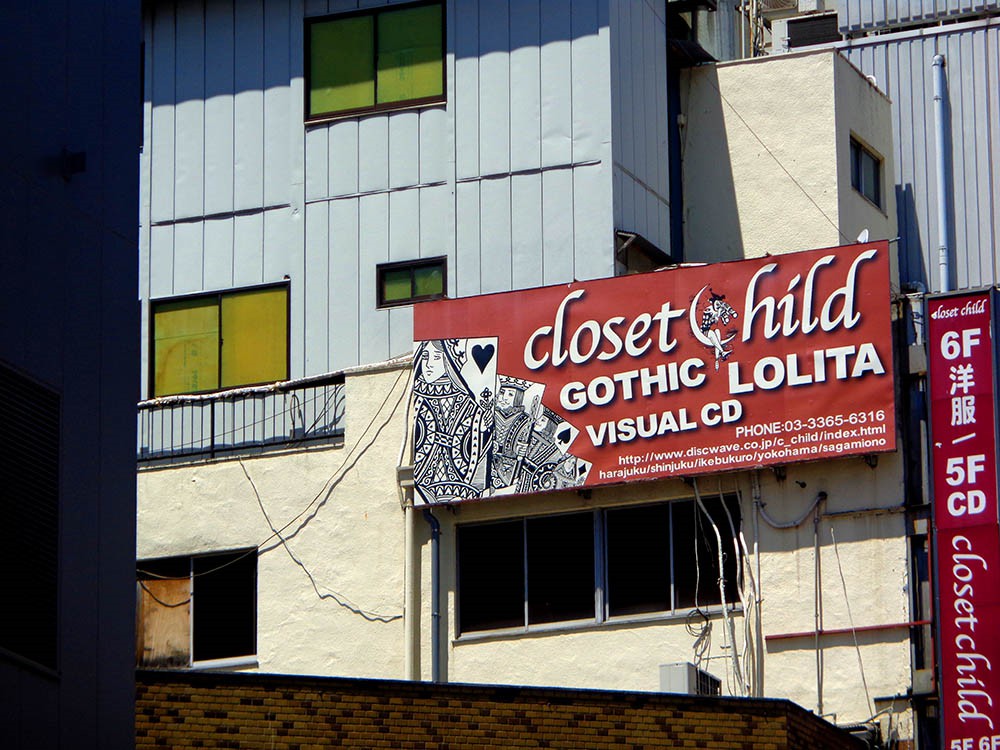 closet child
GOTHIC LOLITA
VISUAL CD
PHONE:03-3365-6316
http://www.discwave.co.jp/c_child/index.html
harajuku/shinjuku/ikebukuro/yokohama/sagamiono
closet child
6F
洋
服
\
5F
CD
closet child
5F 6F